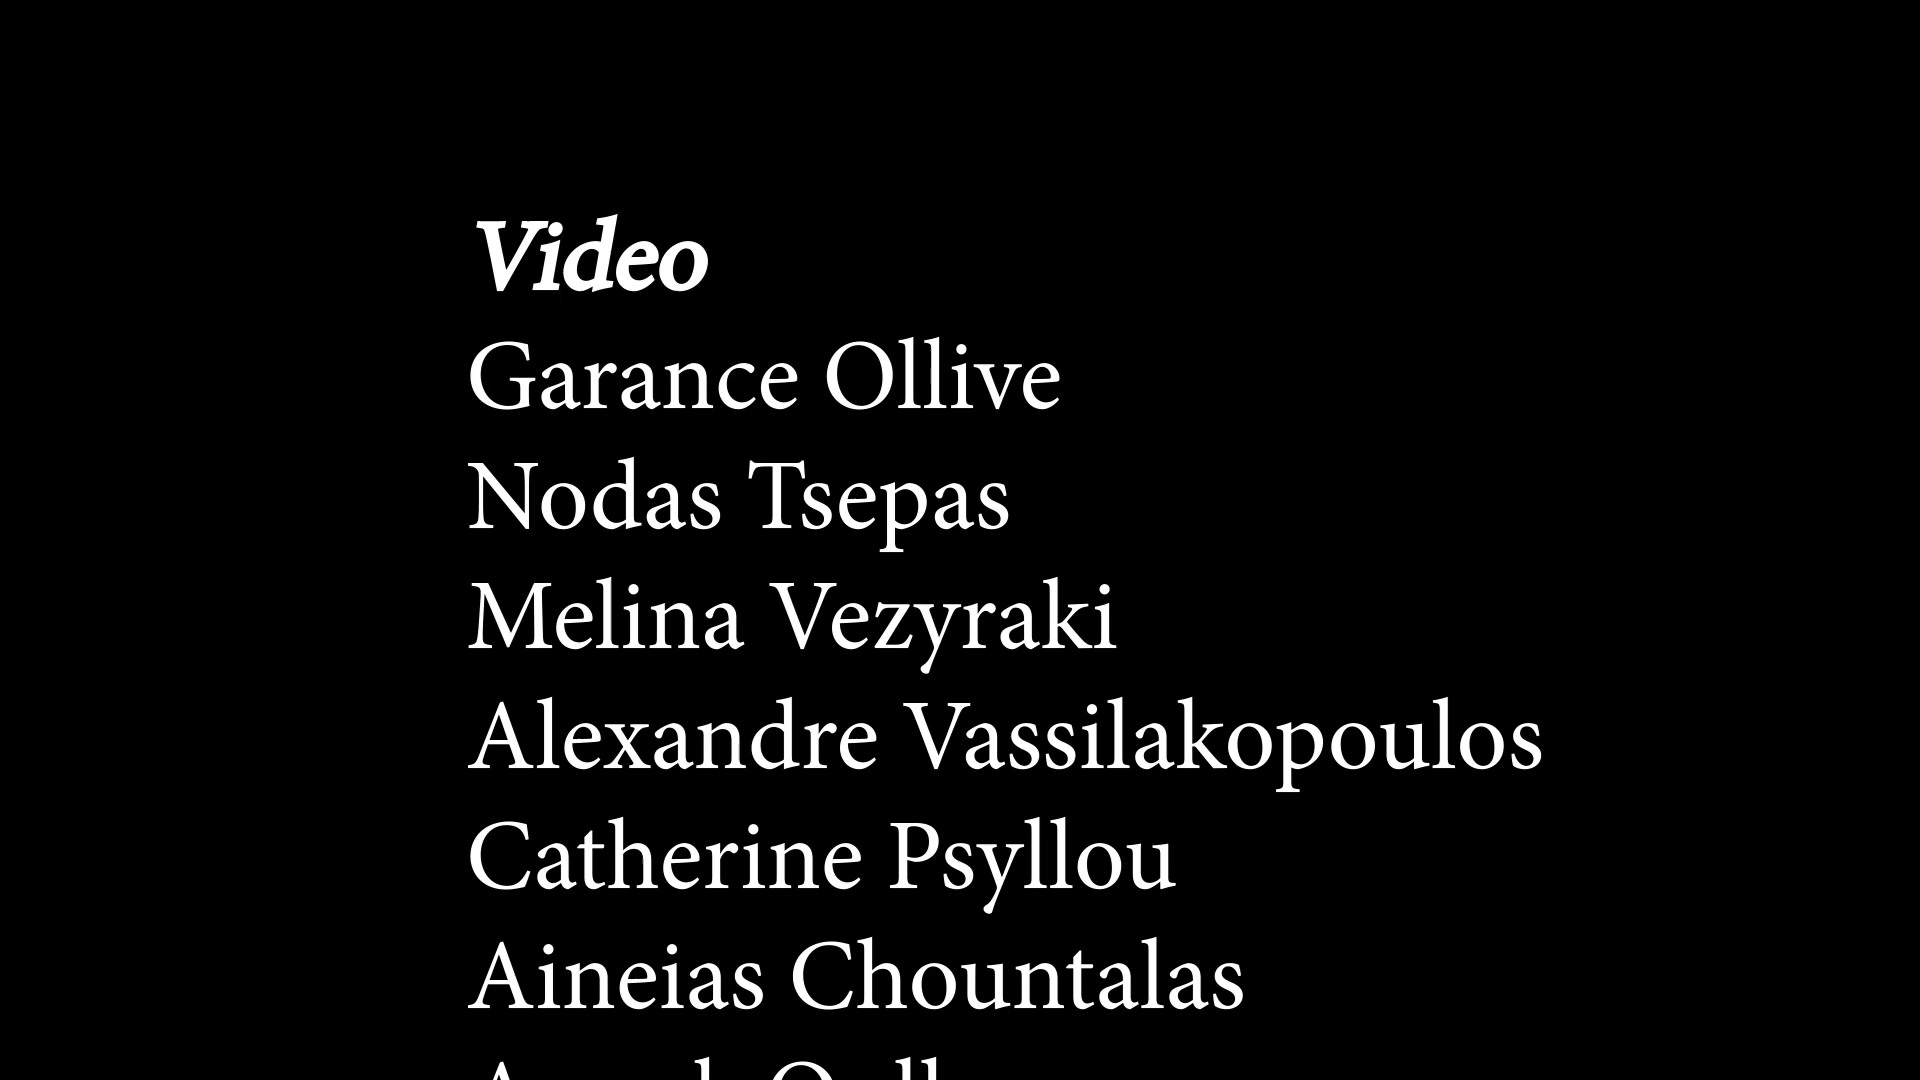 Video
Garance Ollive
Nodas Tsepas
Melina Vezyraki
Alexandre Vassilakopoulos
Catherine Psyllou
Aineias Chountalas